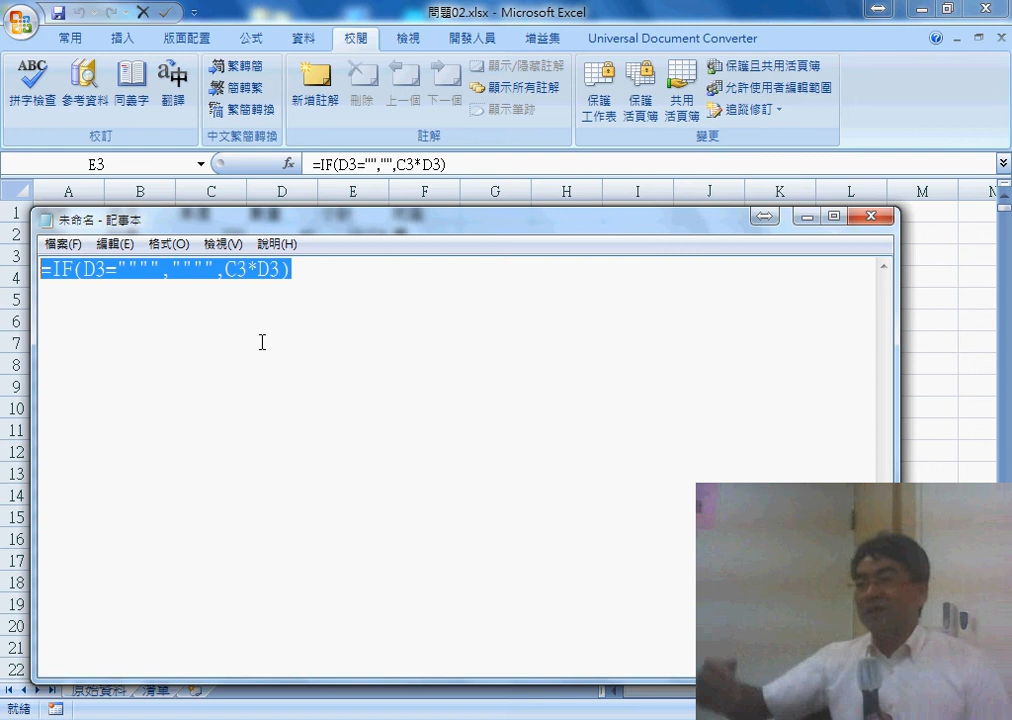 問題02.xlsx - Microsoft Excel
常用 插入 版面配置 公式 資料 校閱 檢視 開發人員 增益集 Universal Document Converter
ABC
拼字檢查 參考資料 同義字 翻譯
校訂
繁轉簡
簡轉繁
繁簡轉換
中文繁簡轉換
新增註解 刪除 上一個 下一個
顯示/隱藏註解
顯示所有註解
顯示筆跡
註解
保護工作表 保護活頁簿 共用活頁簿
保護且共用活頁簿
允許使用者編輯範圍
追蹤修訂
變更
E3 fx =IF(D3="","",C3*D3)
A B C D E F G H I J K L M N
1
2
3
4
5
6
7
8
9
10
11
12
13
14
15
16
17
18
19
20
21
22
未命名 - 記事本
檔案(F) 編輯(E) 格式(O) 檢視(V) 說明(H)
=IF(D3="""","""",C3*D3)
原始資料 清單
就緒